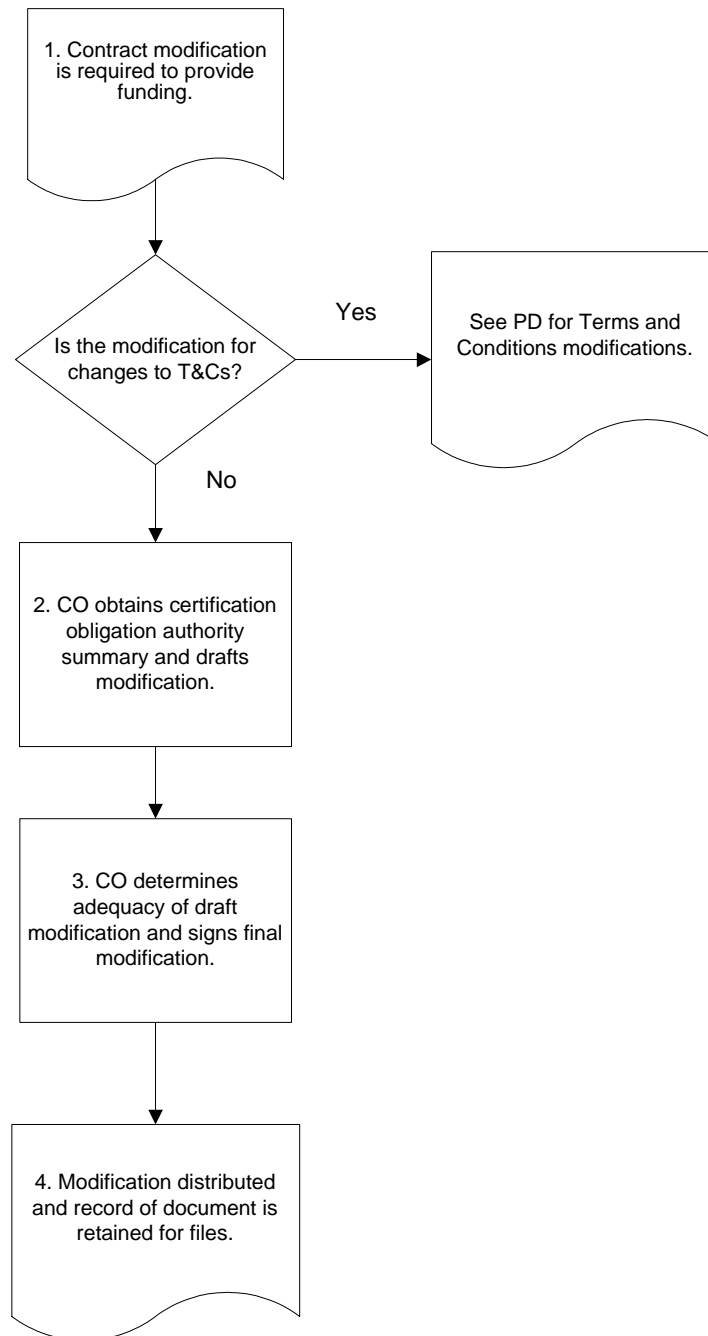 1. Contract modification
is required to provide
funding.
Is the modification for
changes to T&Cs?
Yes
See PD for Terms and
Conditions modifications.
No
2. CO obtains certification
obligation authority
summary and drafts
modification.
3. CO determines
adequacy of draft
modification and signs final
modification.
4. Modification distributed
and record of document is
retained for files.